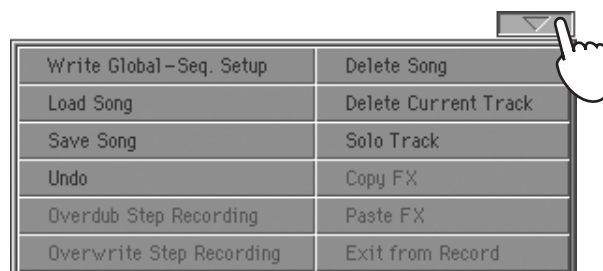 Write Global-Seq. Setup
Delete Song
Load Song
Delete Current Track
Save Song
Solo Track
Undo
Copy FX
Overdub Step Recording
Paste FX
Overwrite Step Recording
Exit from Record